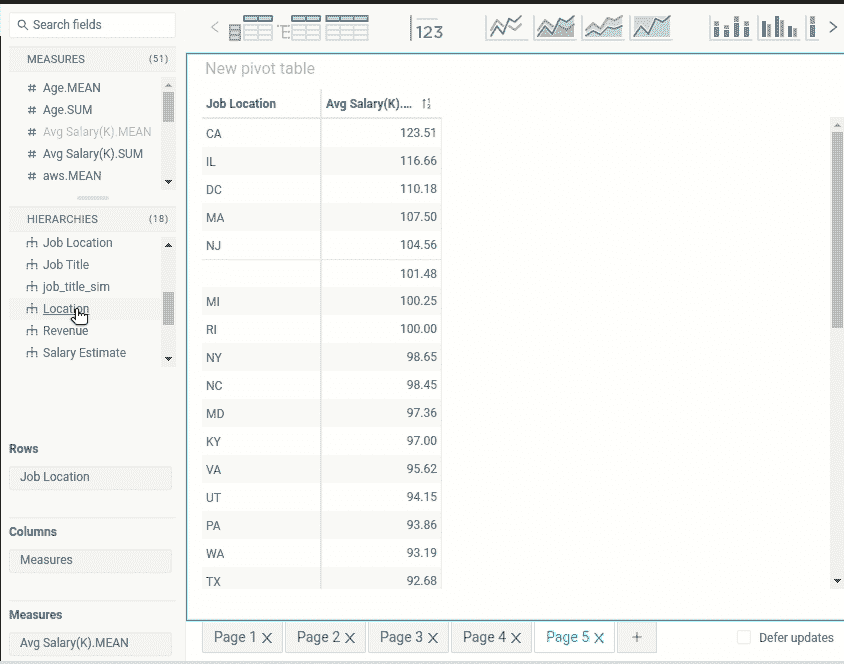 Search fields
123
MEASURES (51)
# Age.MEAN
# Age.SUM
# Avg Salary(K).MEAN
# Avg Salary(K).SUM
# aws.MEAN
HIERARCHIES (18)
Job Location
Job Title
job_title_sim
Location
Revenue
Salary Estimate
Rows
Job Location
Columns
Measures
Measures
Avg Salary(K).MEAN
New pivot table
Job Location Avg Salary(K)....
CA 123.51
IL 116.66
DC 110.18
MA 107.50
NJ 104.56
101.48
MI 100.25
RI 100.00
NY 98.65
NC 98.45
MD 97.36
KY 97.00
VA 95.62
UT 94.15
PA 93.86
WA 93.19
TX 92.68
Page 1 X Page 2 X Page 3 X Page 4 X Page 5 X + Defer updates